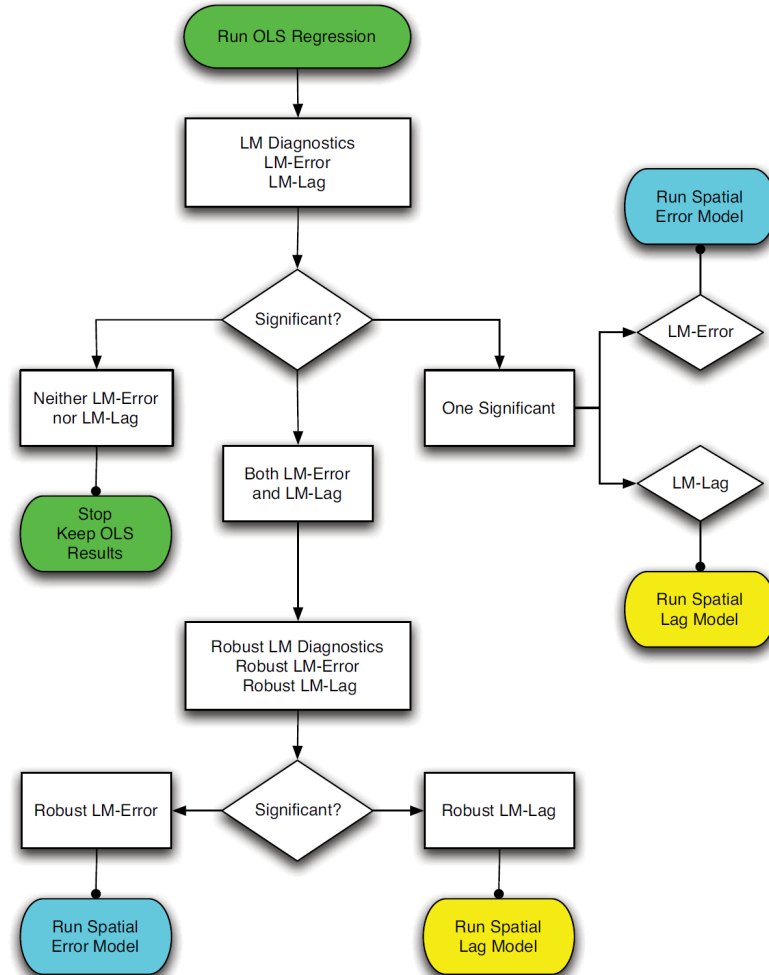 Run OLS Regression
LM Diagnostics
LM-Error
LM-Lag
Run Spatial
Error Model
Significant?
LM-Error
Neither LM-Error
nor LM-Lag
One Significant
Both LM-Error
and LM-Lag
LM-Lag
Stop
Keep OLS
Results
Run Spatial
Lag Model
Robust LM Diagnostics
Robust LM-Error
Robust LM-Lag
Robust LM-Error
Significant?
Robust LM-Lag
Run Spatial
Error Model
Run Spatial
Lag Model